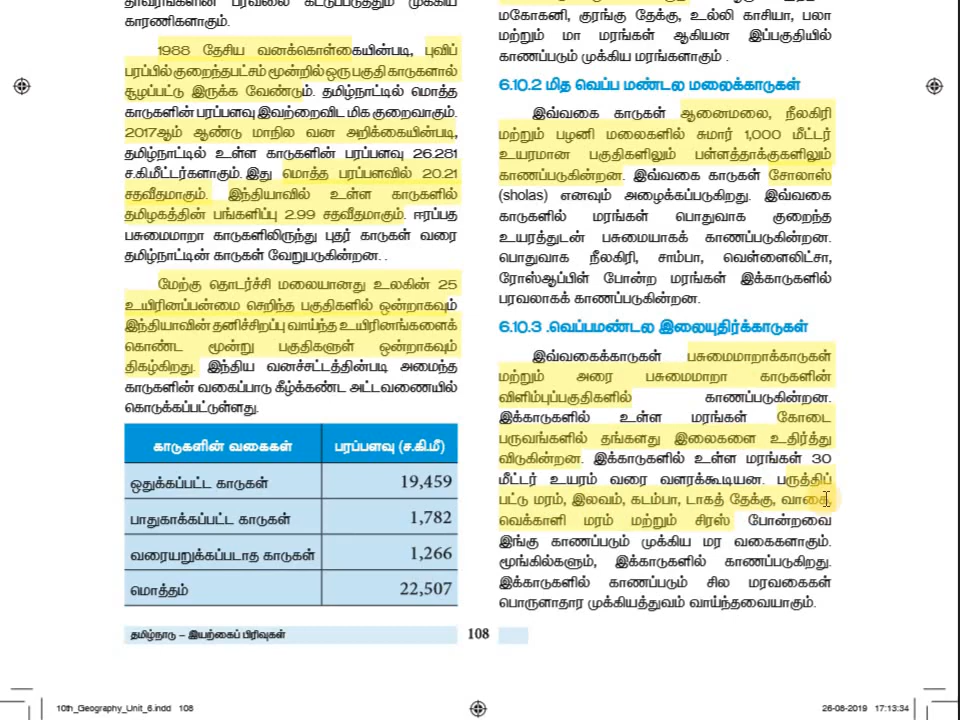 காரணிகளாகும்.
1988 தேசிய வனக்கொள்கையின்படி, புவிப்
பரப்பில் குறைந்தபட்சம் மூன்றில் ஒரு பகுதி காடுகளால்
சூழப்பட்டு இருக்க வேண்டும். தமிழ்நாட்டில் மொத்த
காடுகளின் பரப்பளவு இவற்றைவிட மிக குறைவாகும்.
2017ஆம் ஆண்டு மாநில வன அறிக்கையின்படி,
தமிழ்நாட்டில் உள்ள காடுகளின் பரப்பளவு 26.281
ச.கி.மீட்டர்களாகும். இது மொத்த பரப்பளவில் 20.21
சதவீதமாகும். இந்தியாவில் உள்ள காடுகளில்
தமிழகத்தின் பங்களிப்பு 2.99 சதவீதமாகும். ஈரப்பத
பசுமைமாறா காடுகளிலிருந்து புதர் காடுகள் வரை
தமிழ்நாட்டின் காடுகள் வேறுபடுகின்றன. .
மேற்கு தொடர்ச்சி மலையானது உலகின் 25
உயிரினப்பன்மை செறிந்த பகுதிகளில் ஒன்றாகவும்
இந்தியாவின் தனிச்சிறப்பு வாய்ந்த உயிரினங்களைக்
கொண்ட மூன்று பகுதிகளுள் ஒன்றாகவும்
திகழ்கிறது. இந்திய வனச்சட்டத்தின்படி அமைந்த
காடுகளின் வகைப்பாடு கீழ்க்கண்ட அட்டவணையில்
கொடுக்கப்பட்டுள்ளது.
காடுகளின் வகைகள் பரப்பளவு (ச.கி.மீ)
ஒதுக்கப்பட்ட காடுகள் 19,459
பாதுகாக்கப்பட்ட காடுகள் 1,782
வரையறுக்கப்படாத காடுகள் 1,266
மொத்தம் 22,507
மகோகனி, குரங்கு தேக்கு, உல்லி காசியா, பலா
மற்றும் மா மரங்கள் ஆகியன இப்பகுதியில்
காணப்படும் முக்கிய மரங்களாகும் .
6.10.2 மித வெப்ப மண்டல மலைக்காடுகள்
இவ்வகை காடுகள் ஆனைமலை, நீலகிரி
மற்றும் பழனி மலைகளில் சுமார் 1,000 மீட்டர்
உயரமான பகுதிகளிலும் பள்ளத்தாக்குகளிலும்
காணப்படுகின்றன. இவ்வகை காடுகள் சோலாஸ்
(sholas) எனவும் அழைக்கப்படுகிறது. இவ்வகை
காடுகளில் மரங்கள் பொதுவாக குறைந்த
உயரத்துடன் பசுமையாகக் காணப்படுகின்றன.
பொதுவாக நீலகிரி, சாம்பா, வெள்ளைலிட்சா,
ரோஸ்ஆப்பிள் போன்ற மரங்கள் இக்காடுகளில்
பரவலாகக் காணப்படுகின்றன.
6.10.3 .வெப்பமண்டல இலையுதிர்க்காடுகள்
இவ்வகைக்காடுகள் பசுமைமாறாக்காடுகள்
மற்றும் அரை பசுமைமாறா காடுகளின்
விளிம்புப்பகுதிகளில் காணப்படுகின்றன.
இக்காடுகளில் உள்ள மரங்கள் கோடை
பருவங்களில் தங்களது இலைகளை உதிர்த்து
விடுகின்றன. இக்காடுகளில் உள்ள மரங்கள் 30
மீட்டர் உயரம் வரை வளரக்கூடியன. பருத்திப்
பட்டு மரம், இலவம், கடம்பா, டாகத் தேக்கு, வாகை,
வெக்காளி மரம் மற்றும் சிரஸ் போன்றவை
இங்கு காணப்படும் முக்கிய மர வகைகளாகும்.
மூங்கில்களும், இக்காடுகளில் காணப்படுகிறது.
இக்காடுகளில் காணப்படும் சில மரவகைகள்
பொருளாதார முக்கியத்துவம் வாய்ந்தவையாகும்.
தமிழ்நாடு – இயற்கைப் பிரிவுகள் 108
10th_Geography_Unit_6.indd 108 26-08-2019 17:13:34